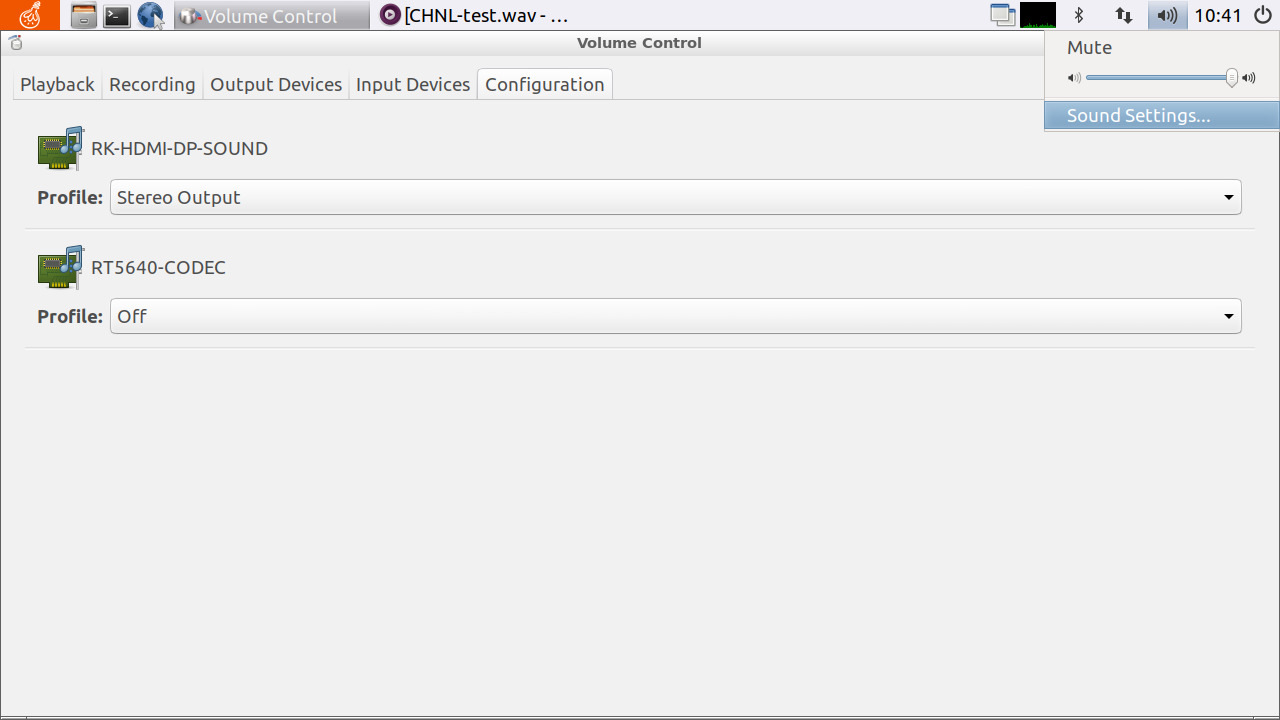 Volume Control
[CHNL-test.wav - ...
10:41
Volume Control
Mute
Sound Settings...
Playback
Recording
Output Devices
Input Devices
Configuration
RK-HDMI-DP-SOUND
Profile: Stereo Output
RT5640-CODEC
Profile: Off